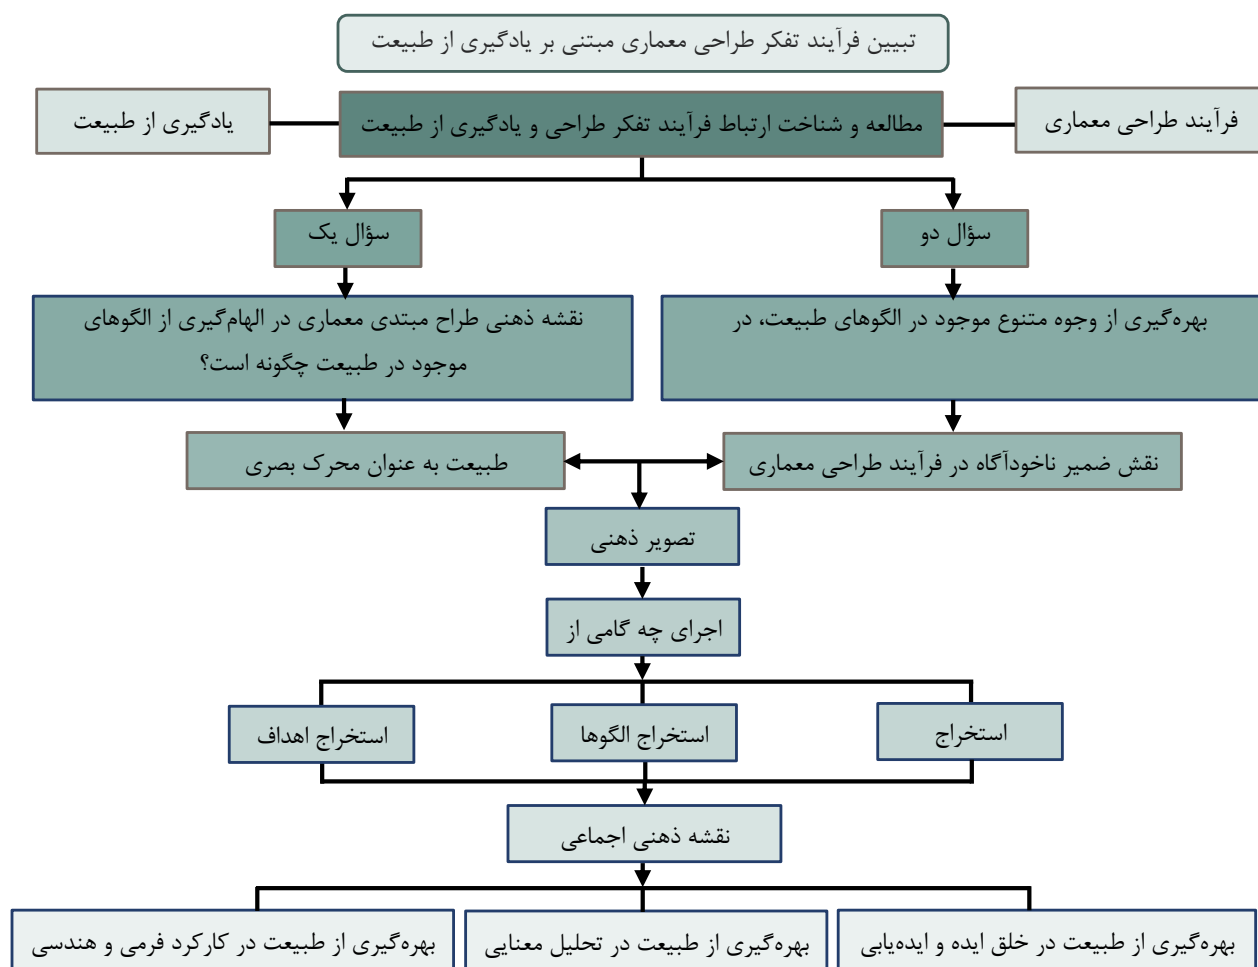 تبیین فرآیند تفکر طراحی معماری مبتنی بر یادگیری از طبیعت
فرآیند طراحی معماری
مطالعه و شناخت ارتباط فرآیند تفکر طراحی و یادگیری از طبیعت
یادگیری از طبیعت
سؤال دو
سؤال یک
بهره‌گیری از وجوه متنوع موجود در الگوهای طبیعت، در
نقشه ذهنی طراح مبتدی معماری در الهام‌گیری از الگوهای
موجود در طبیعت چگونه است؟
نقش ضمیر ناخودآگاه در فرآیند طراحی معماری
طبیعت به عنوان محرک بصری
تصویر ذهنی
اجرای چه گامی از
استخراج
استخراج الگوها
استخراج اهداف
نقشه ذهنی اجماعی
بهره‌گیری از طبیعت در خلق ایده و ایده‌یابی
بهره‌گیری از طبیعت در تحلیل معنایی
بهره‌گیری از طبیعت در کارکرد فرمی و هندسی